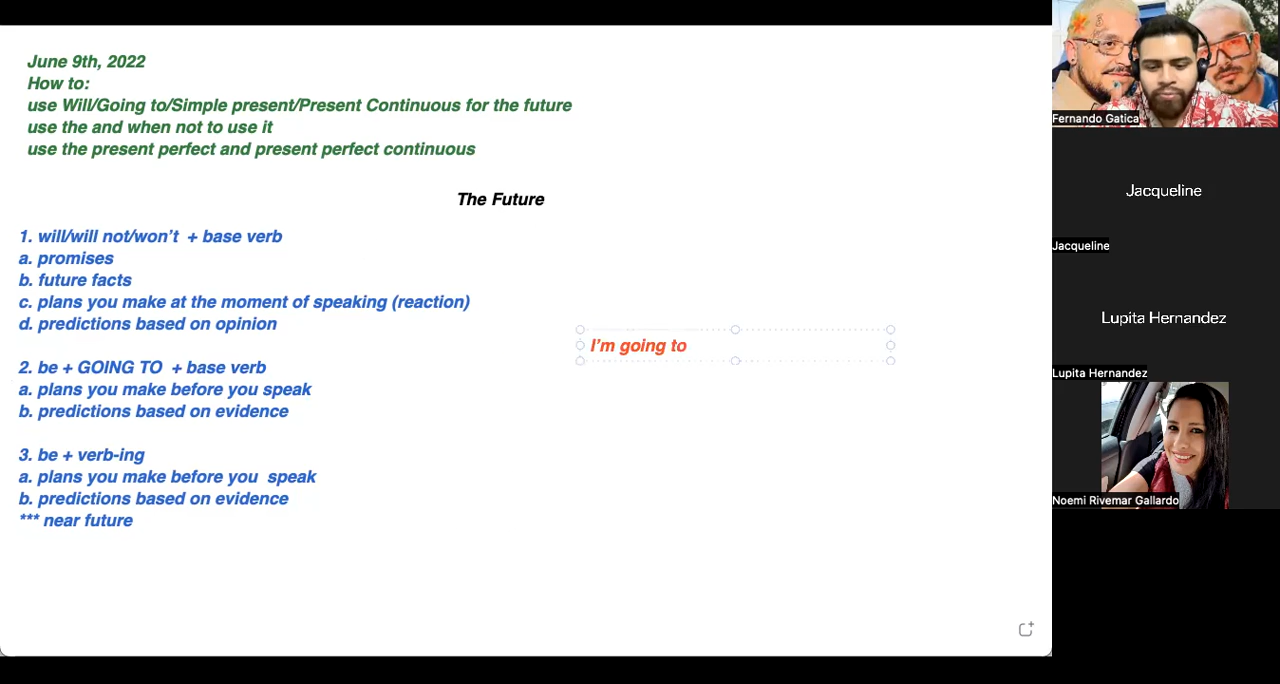 June 9th, 2022
How to:
use Will/Going to/Simple present/Present Continuous for the future
use the and when not to use it
use the present perfect and present perfect continuous
The Future
1. will/will not/won’t + base verb
a. promises
b. future facts
c. plans you make at the moment of speaking (reaction)
d. predictions based on opinion
I’m going to
2. be + GOING TO + base verb
a. plans you make before you speak
b. predictions based on evidence
3. be + verb-ing
a. plans you make before you speak
b. predictions based on evidence
*** near future
Fernando Gatica
Jacqueline
Jacqueline
Lupita Hernandez
Lupita Hernandez
Noemi Rivemar Gallardo